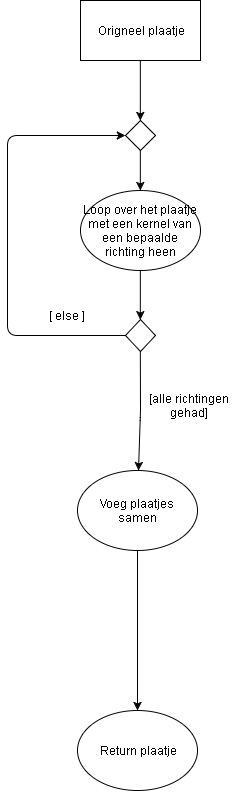 Origneel plaatje
Loop over het plaatje
met een kernel van
een bepaalde
richting heen
[ else ]
[alle richtingen
gehad]
Voeg plaatjes
samen
Return plaatje